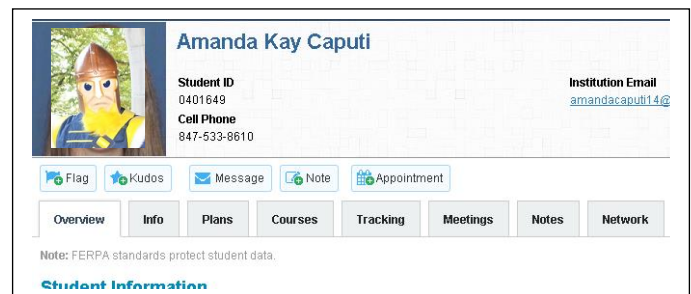 Amanda Kay Caputi
Student ID
0401649
Cell Phone
847-533-8610
Institution Email
amandacaputi14@
Flag Kudos Message Note Appointment
Overview Info Plans Courses Tracking Meetings Notes Network
Note: FERPA standards protect student data.
Student Information